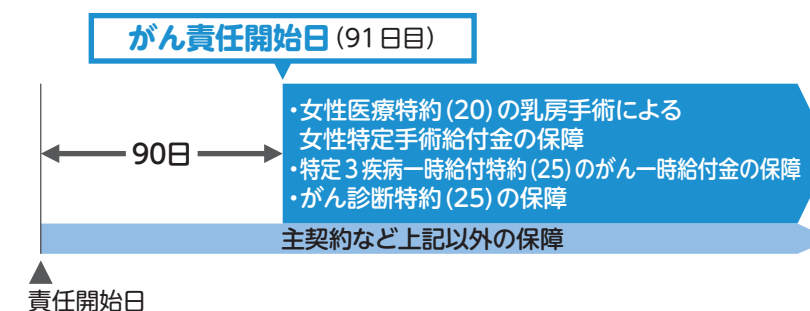 がん責任開始日(91日目)
・女性医療特約(20)の乳房手術による
女性特定手術給付金の保障
・特定3疾病一時給付特約(25)のがん一時給付金の保障
・がん診断特約(25)の保障
90日
主契約など上記以外の保障
責任開始日